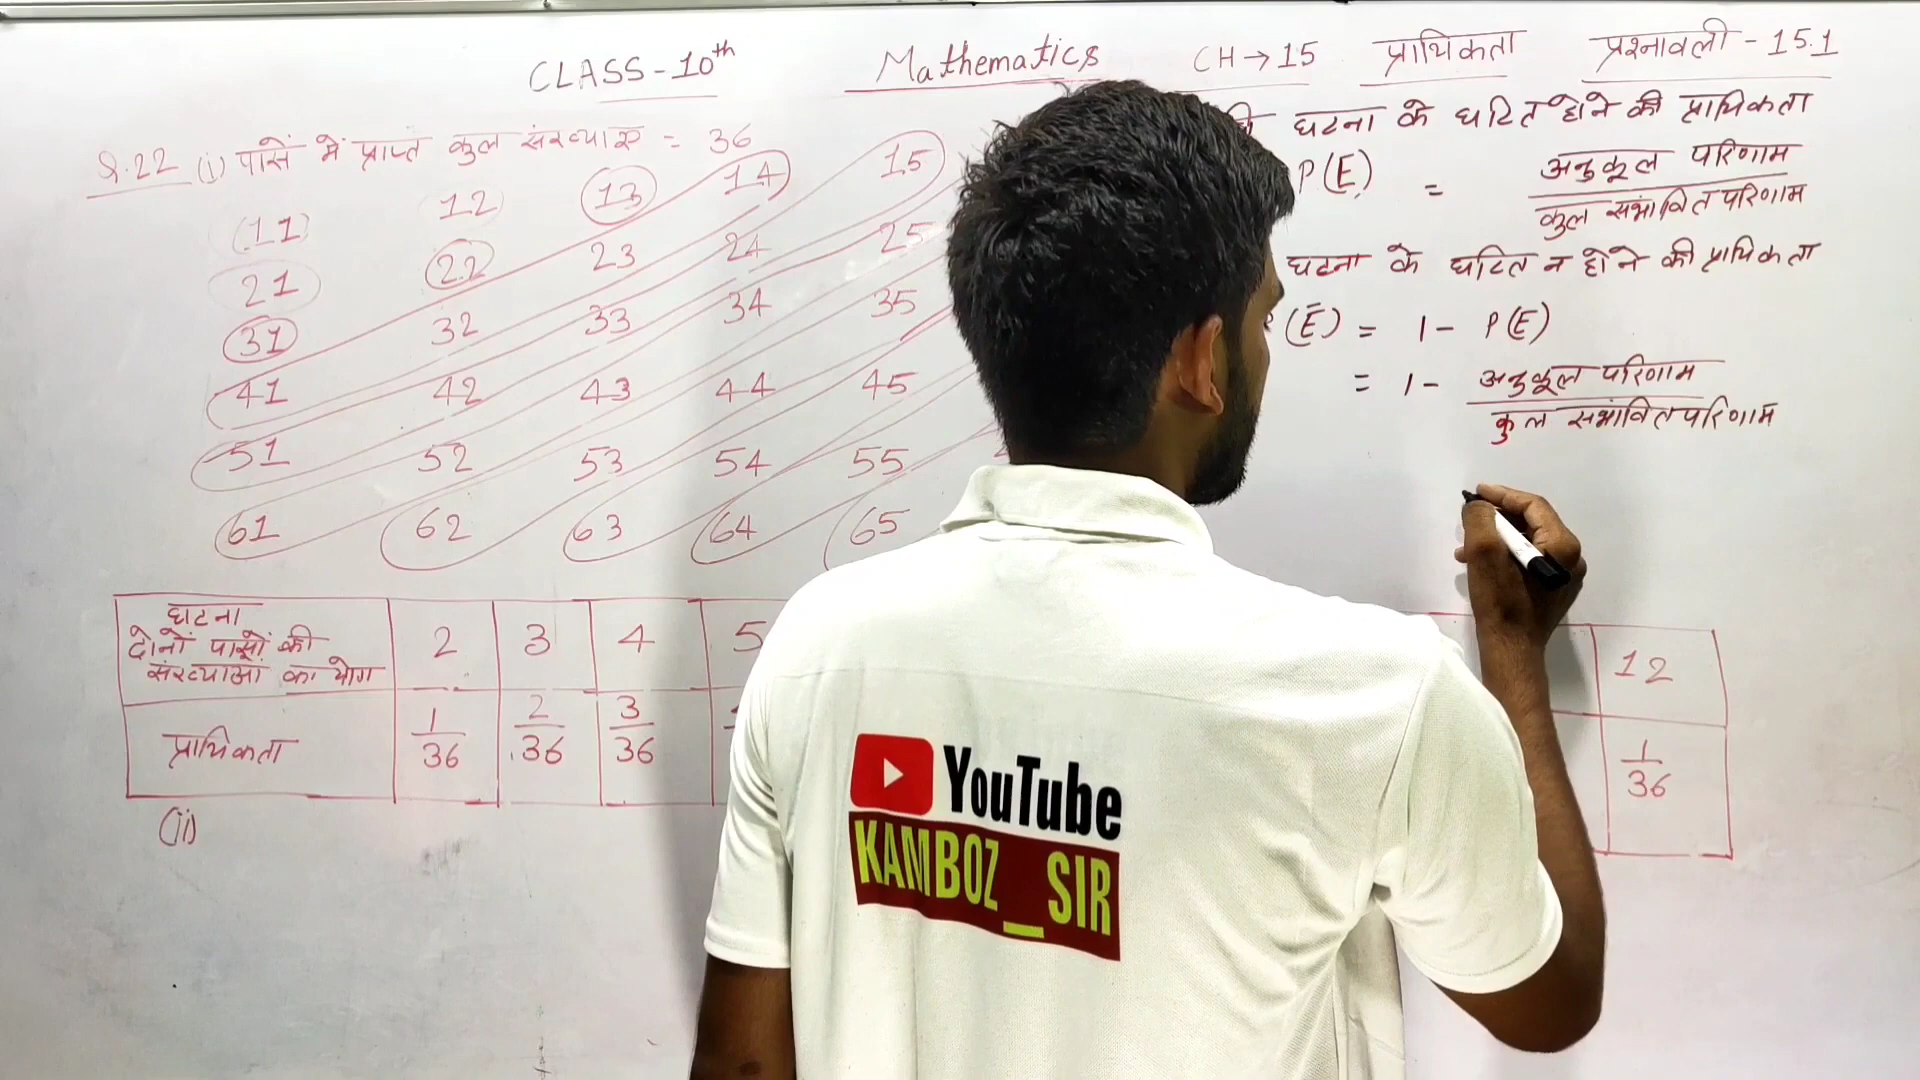 CLASS-10th Mathematics CH→15 प्रायिकता प्रश्नावली-15.1
Q.22 (i) पासें में प्राप्त कुल संख्याएँ = 36
(11) 12 13 14 15
21 22 23 24 25
31 32 33 34 35
41 42 43 44 45
51 52 53 54 55
61 62 63 64 65
घटना के घटित होने की प्रायिकता
P(E) = अनुकूल परिणाम
कुल संभावित परिणाम
घटना के घटित न होने की प्रायिकता
(Ē) = 1 - P(E)
= 1 - अनुकूल परिणाम
कुल सभांवित परिणाम
घटना
दोनों पासों की
संख्याओं का योग
2 3 4 5 12
प्रायिकता
1/36 2/36 3/36 1/36
(ii)
YouTube
KAMBOZ_SIR